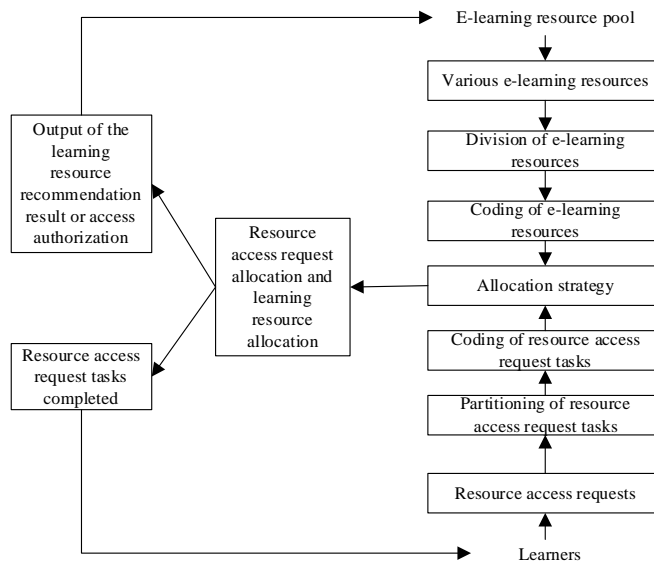 E-learning resource pool
Various e-learning resources
Output of the
learning
resource
recommendation
result or access
authorization
Division of e-learning
resources
Coding of e-learning
resources
Resource
access request
allocation and
learning
resource
allocation
Allocation strategy
Resource access
request tasks
completed
Coding of resource access
request tasks
Partitioning of resource
access request tasks
Resource access requests
Learners